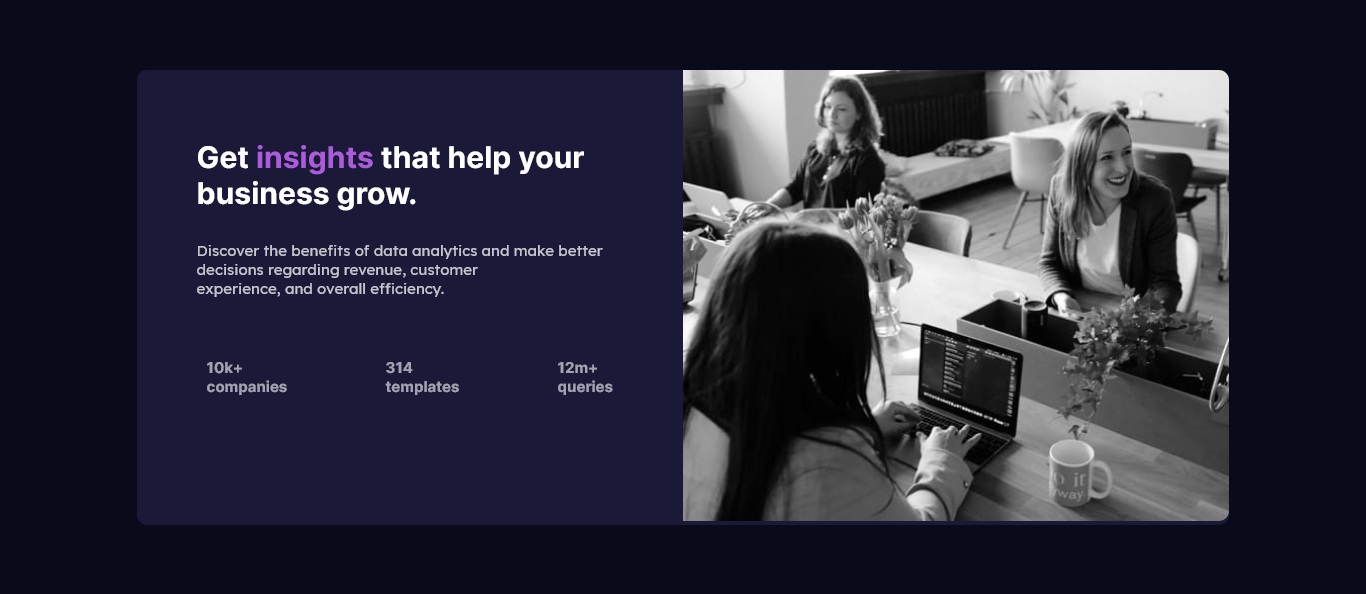 Get insights that help your
business grow.
Discover the benefits of data analytics and make better
decisions regarding revenue, customer
experience, and overall efficiency.
10k+
companies
314
templates
12m+
queries